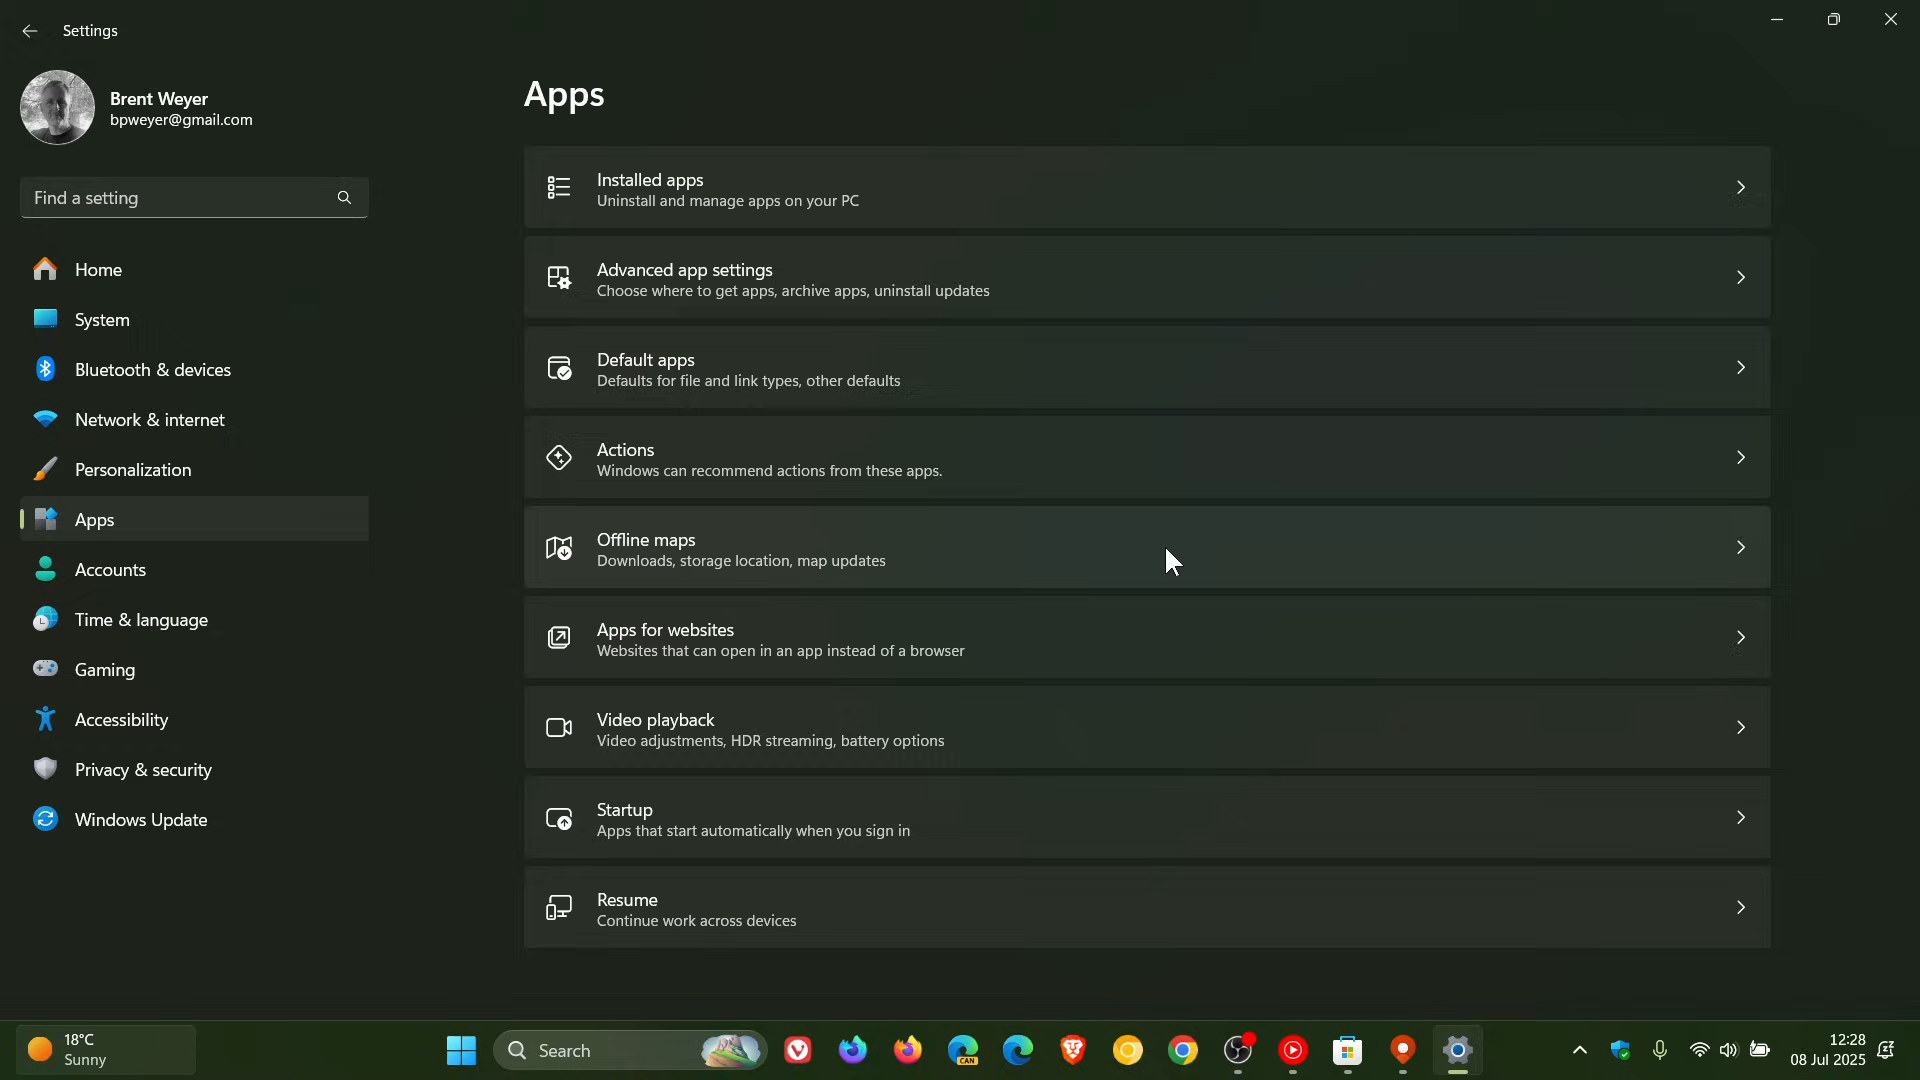 Settings
Brent Weyer
bpweyer@gmail.com
Find a setting
Home
System
Bluetooth & devices
Network & internet
Personalization
Apps
Accounts
Time & language
Gaming
Accessibility
Privacy & security
Windows Update
Apps
Installed apps
Uninstall and manage apps on your PC
Advanced app settings
Choose where to get apps, archive apps, uninstall updates
Default apps
Defaults for file and link types, other defaults
Actions
Windows can recommend actions from these apps.
Offline maps
Downloads, storage location, map updates
Apps for websites
Websites that can open in an app instead of a browser
Video playback
Video adjustments, HDR streaming, battery options
Startup
Apps that start automatically when you sign in
Resume
Continue work across devices
18°C
Sunny
Search
CAN
12:28
08 Jul 2025